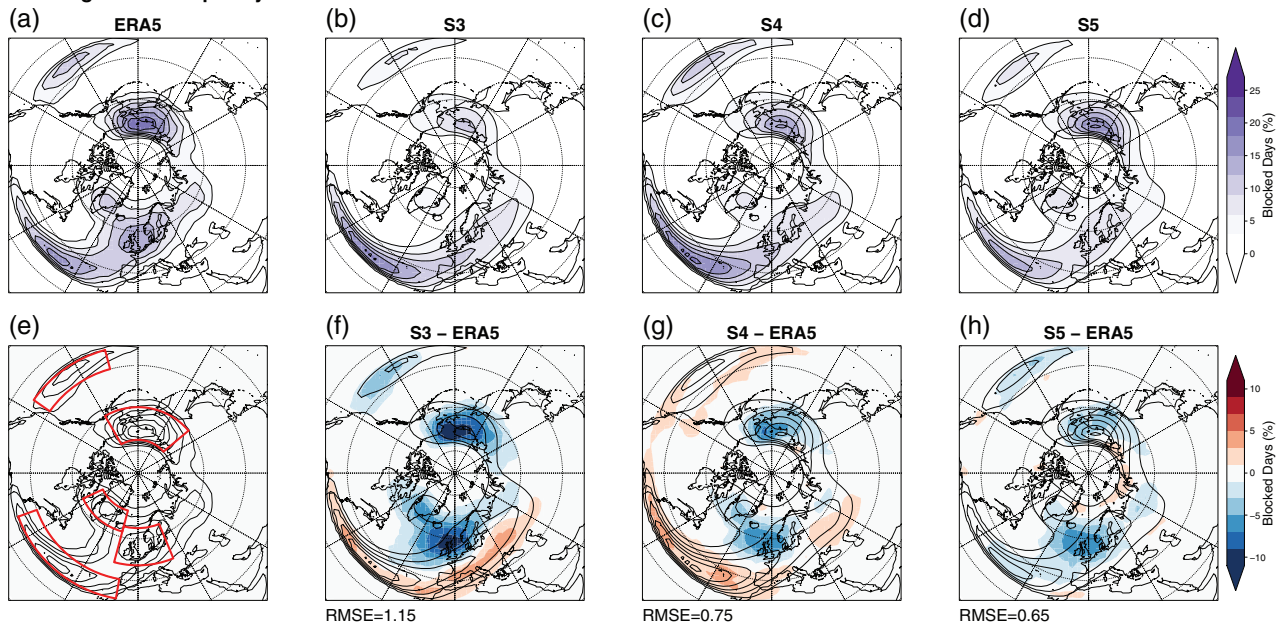 (a) ERA5 (b) S3 (c) S4 (d) S5
25
20
15
10
5
0
Blocked Days (%)
(e) (f) S3 − ERA5 (g) S4 − ERA5 (h) S5 − ERA5
10
5
0
−5
−10
Blocked Days (%)
RMSE=1.15 RMSE=0.75 RMSE=0.65